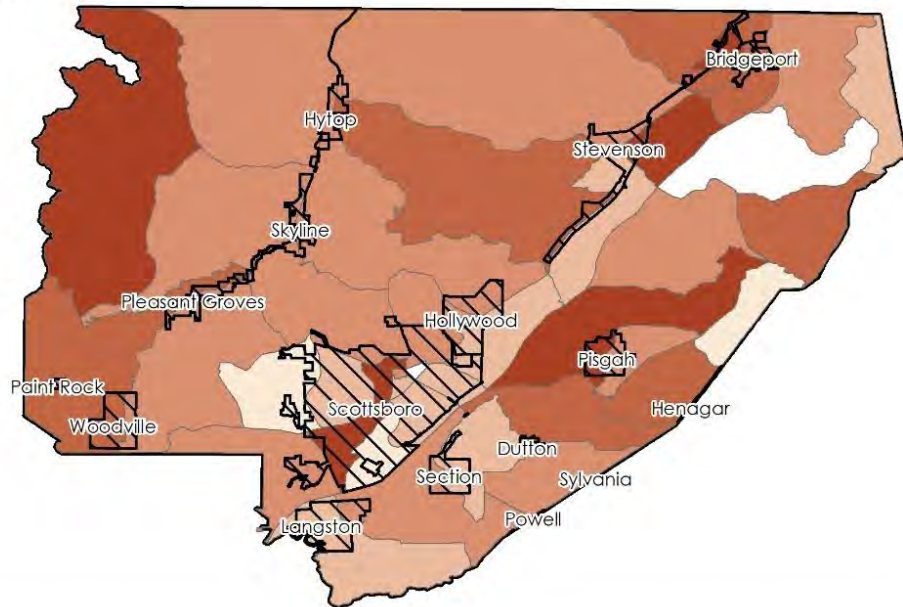 Bridgeport
Hytop
Stevenson
Skyline
Pleasant Groves
Hollywood
Pisgah
Paint Rock
Scottsboro
Henagar
Woodville
Dutton
Section
Sylvania
Langston
Powell